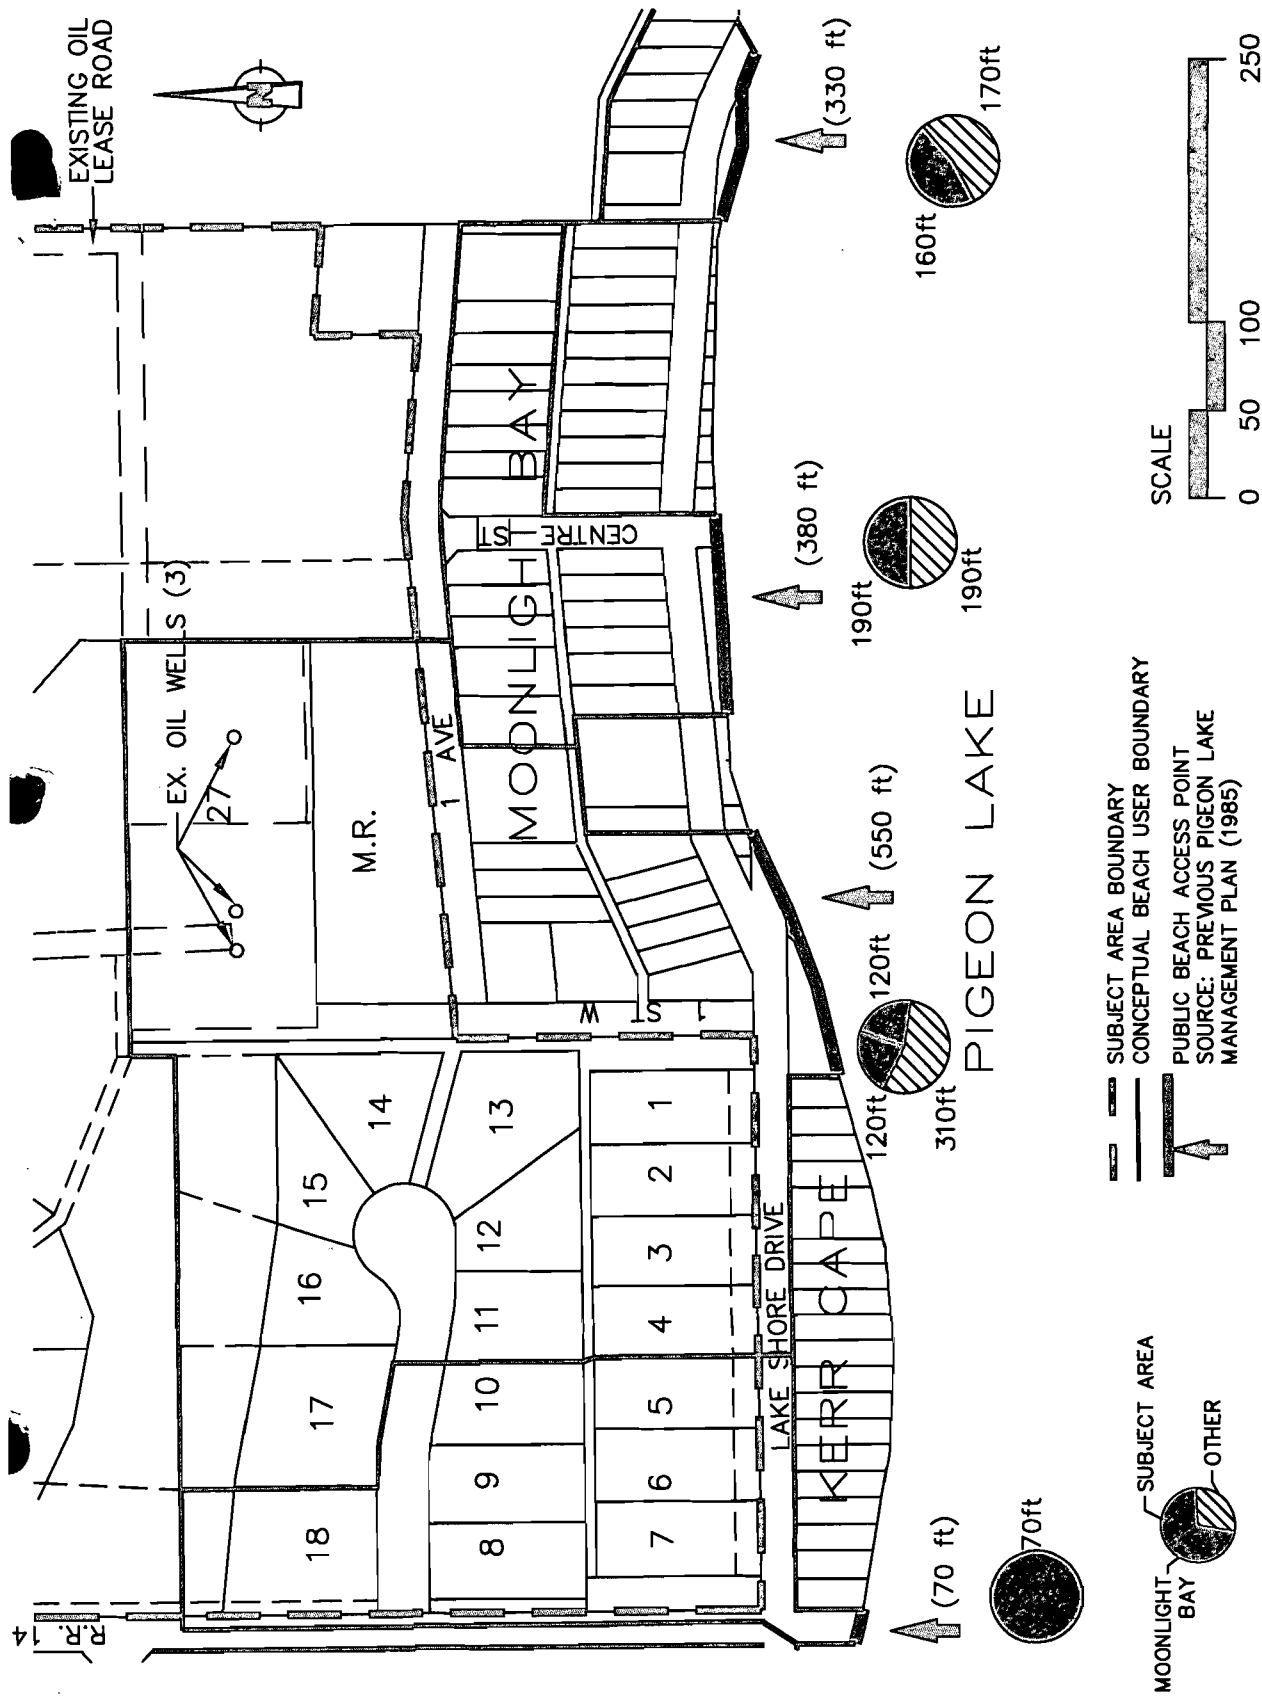 EXISTING OIL
LEASE ROAD
N
R.R. 14
EX. OIL WELLS (3)
27
M.R.
1 AVE
MOONLIGH BAY
CENTRE ST
1 ST W
18
17
16
15
14
13
12
11
10
9
8
7
6
5
4
3
2
1
LAKE SHORE DRIVE
KERR CAPE
PIGEON LAKE
(70 ft)
70ft
(550 ft)
120ft
120ft
310ft
(380 ft)
190ft
190ft
(330 ft)
160ft
170ft
MOONLIGHT
BAY
SUBJECT AREA
OTHER
SUBJECT AREA BOUNDARY
CONCEPTUAL BEACH USER BOUNDARY
PUBLIC BEACH ACCESS POINT
SOURCE: PREVIOUS PIGEON LAKE
MANAGEMENT PLAN (1985)
SCALE
0 50 100 250